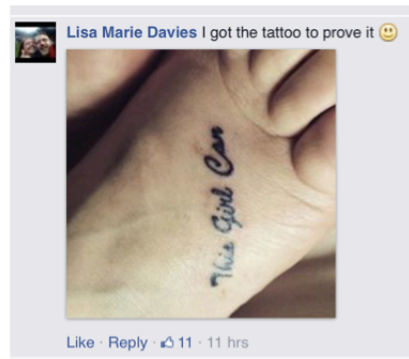 Lisa Marie Davies I got the tattoo to prove it
This Girl Can
Like · Reply · 11 · 11 hrs